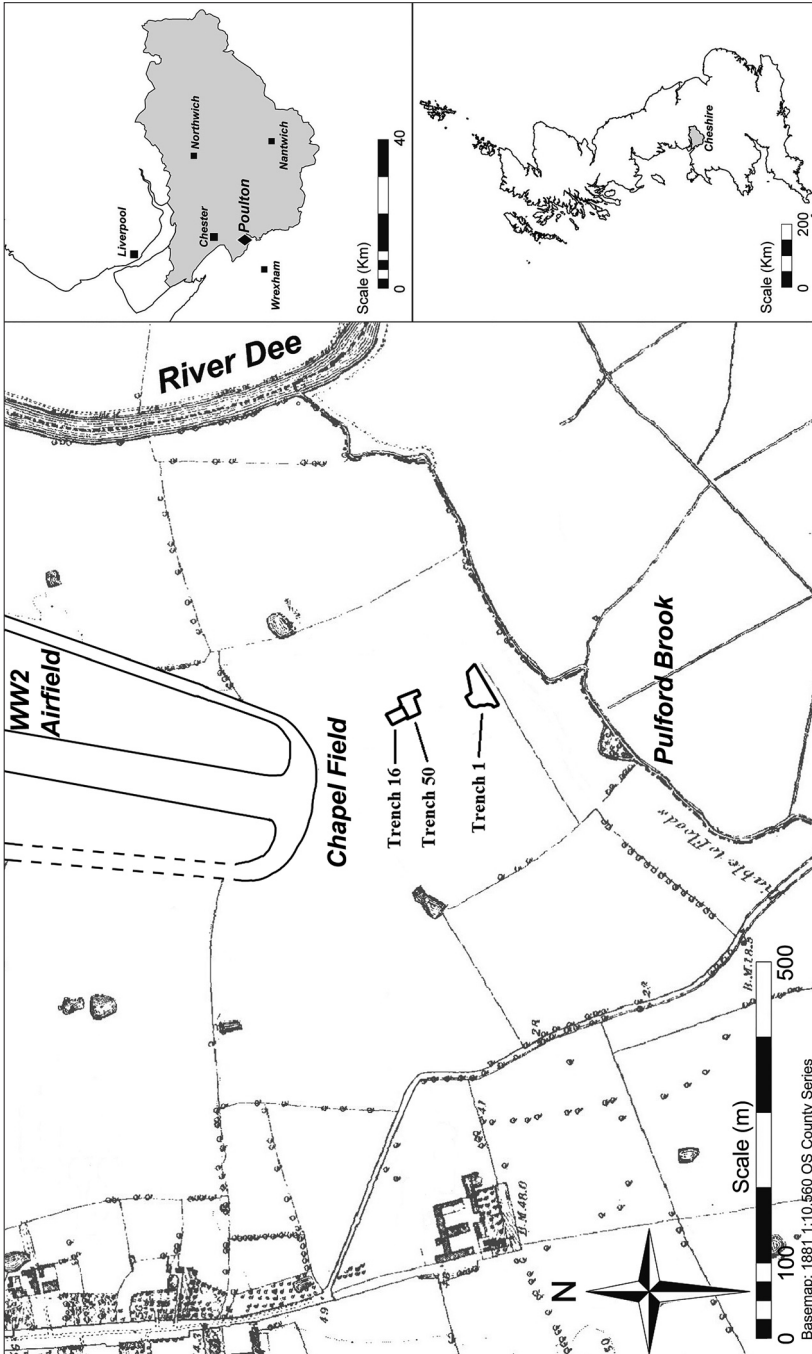 WW2
Airfield
River Dee
Chapel Field
Trench 16
Trench 50
Trench 1
Pulford Brook
B.M.48.0
N
Scale (m)
0
100
500
Basemap: 1881 1:10,560 OS County Series
Liverpool
Northwich
Chester
Poulton
Nantwich
Wrexham
Scale (Km)
0
40
Cheshire
Scale (Km)
0
200